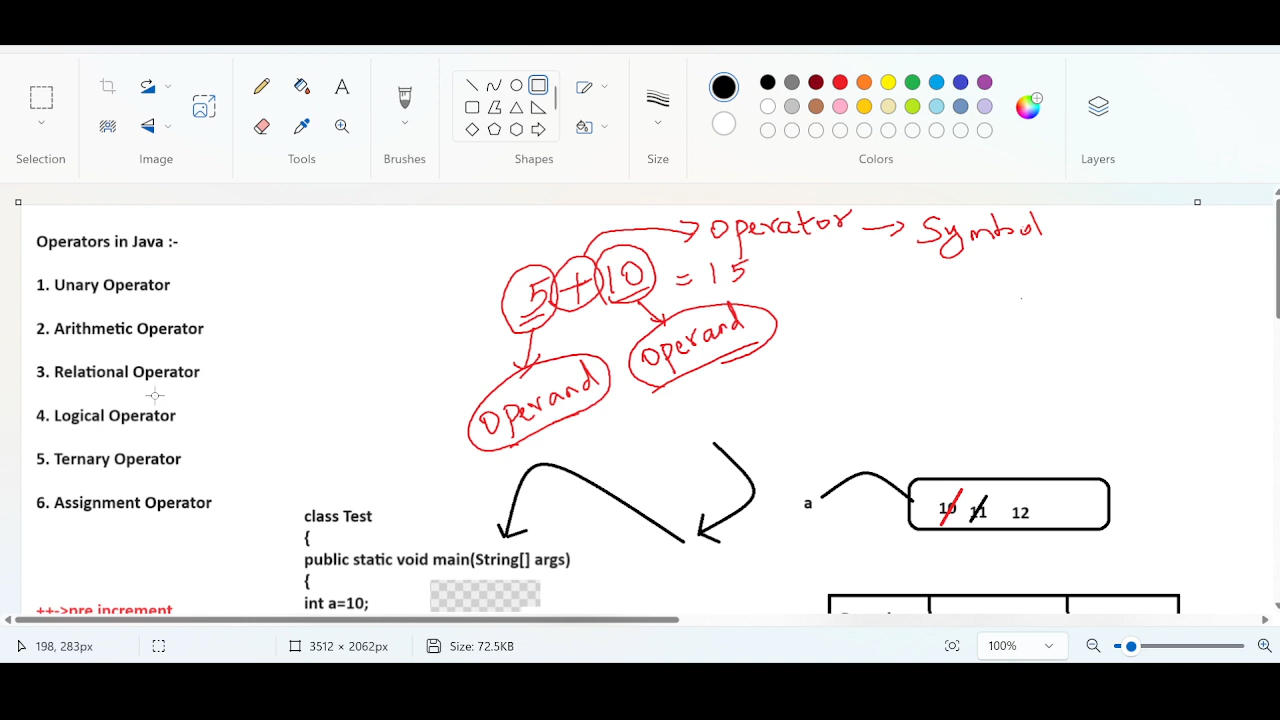 Selection
Image
Tools
Brushes
Shapes
Size
Colors
Layers
Operators in Java :-
1. Unary Operator
2. Arithmetic Operator
3. Relational Operator
4. Logical Operator
5. Ternary Operator
6. Assignment Operator
++->pre increment
operator -> Symbol
5 + 10 = 15
operand
operand
class Test
{
public static void main(String[] args)
{
int a=10;
a
10 11 12
198, 283px
3512 × 2062px
Size: 72.5KB
100%